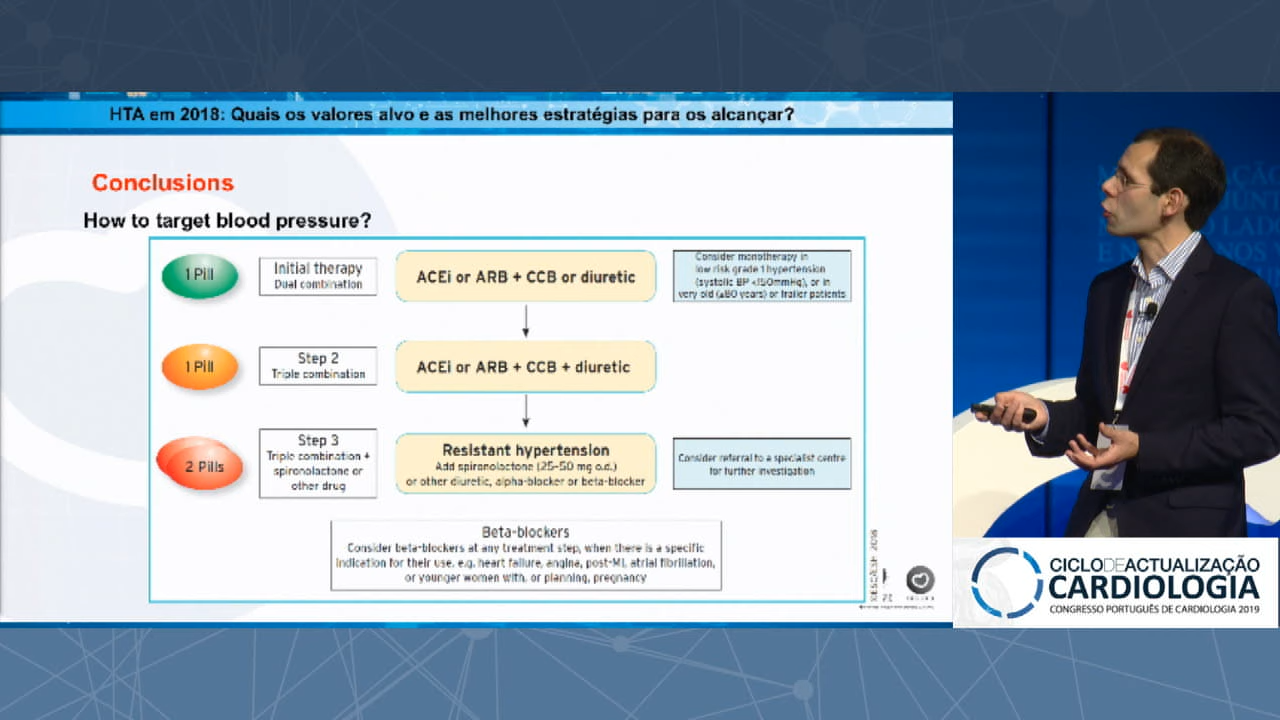 HTA em 2018: Quais os valores alvo e as melhores estratégias para os alcançar?
Conclusions
How to target blood pressure?
1 Pill
Initial therapy
Dual combination
ACEi or ARB + CCB or diuretic
Consider monotherapy in
low risk grade 1 hypertension
(systolic BP <150mmHg), or in
very old (≥80 years) or frailer patients
1 Pill
Step 2
Triple combination
ACEi or ARB + CCB + diuretic
2 Pills
Step 3
Triple combination +
spironolactone or
other drug
Resistant hypertension
Add spironolactone (25-50 mg o.d.)
or other diuretic, alpha-blocker or beta-blocker
Consider referral to a specialist centre
for further investigation
Beta-blockers
Consider beta-blockers at any treatment step, when there is a specific
indication for their use, e.g. heart failure, angina, post-MI, atrial fibrillation,
or younger women with, or planning, pregnancy
CICLO DE ACTUALIZAÇÃO
CARDIOLOGIA
CONGRESSO PORTUGUÊS DE CARDIOLOGIA 2019